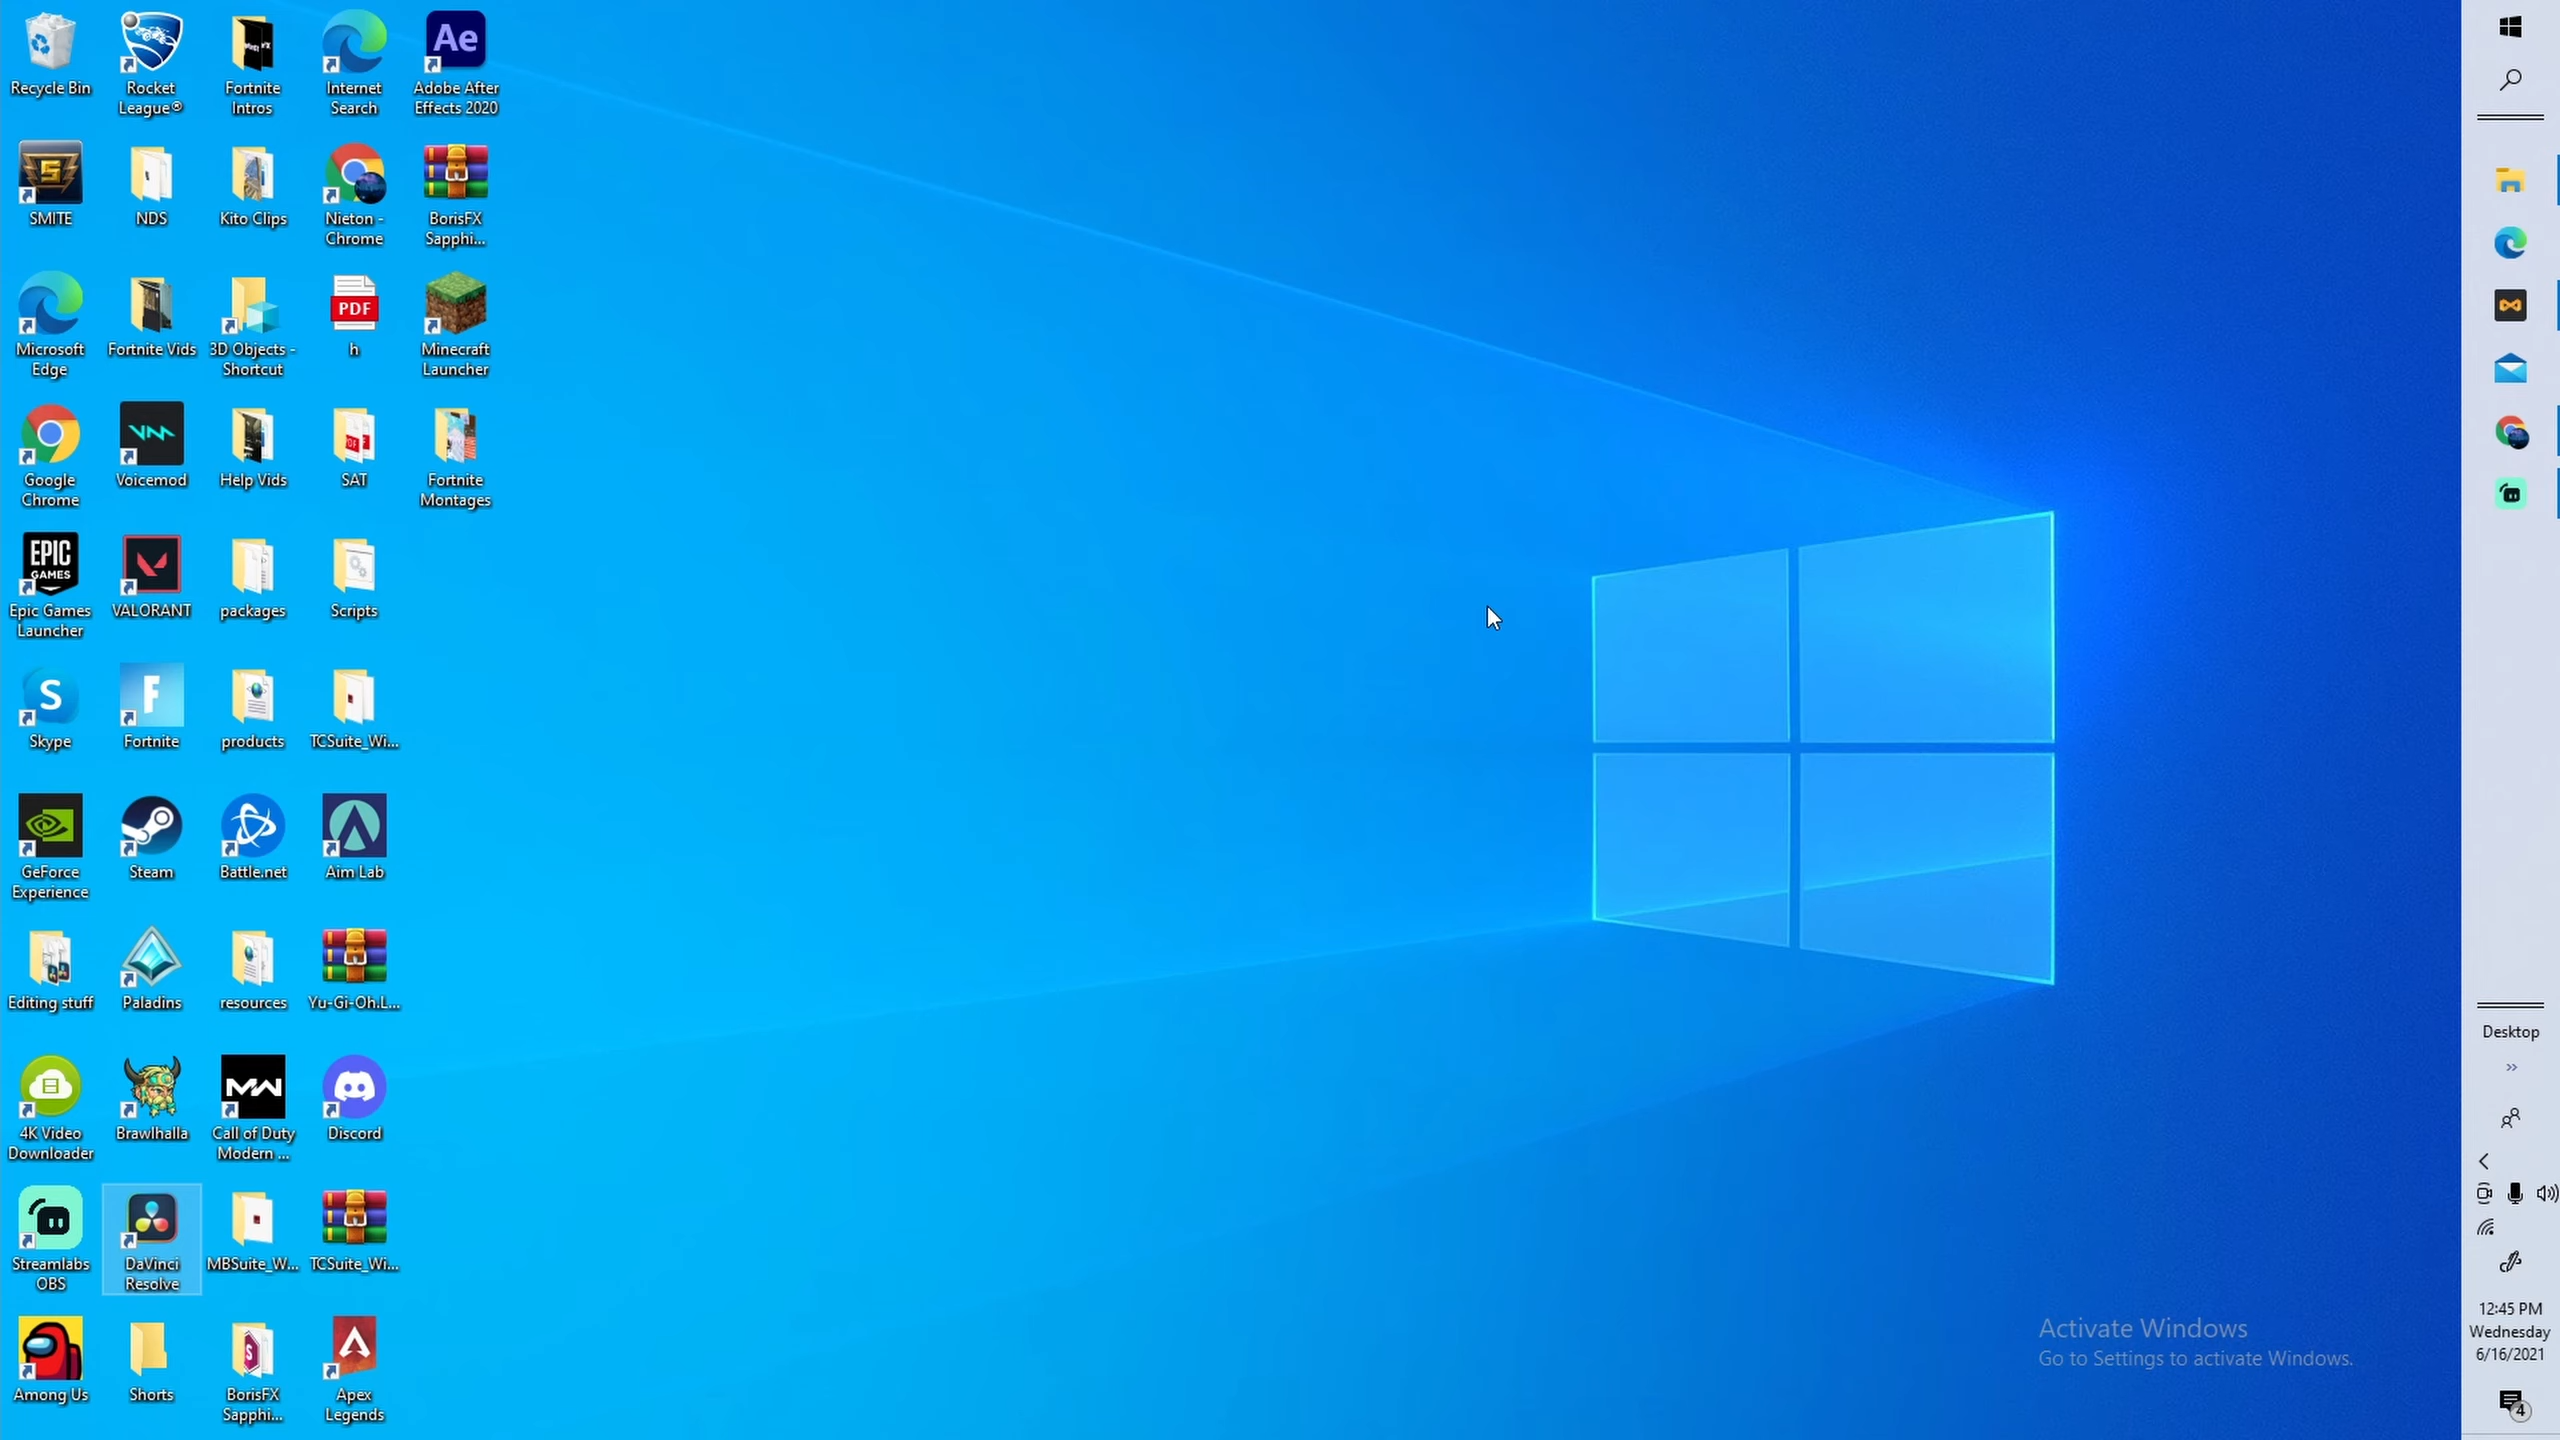 Recycle Bin
Rocket
League®
Fortnite
Intros
Internet
Search
Ae
Adobe After
Effects 2020
SMITE
NDS
Kito Clips
Nieton -
Chrome
BorisFX
Sapphi...
Microsoft
Edge
Fortnite Vids
3D Objects -
Shortcut
PDF
h
Minecraft
Launcher
Google
Chrome
Voicemod
Help Vids
SAT
Fortnite
Montages
EPIC
GAMES
Epic Games
Launcher
VALORANT
packages
Scripts
S
Skype
F
Fortnite
products
TCSuite_Wi...
GeForce
Experience
Steam
Battle.net
Aim Lab
Editing stuff
Paladins
resources
Yu-Gi-Oh.L...
4K Video
Downloader
Brawlhalla
MW
Call of Duty
Modern ...
Discord
Streamlabs
OBS
DaVinci
Resolve
MBSuite_W...
TCSuite_Wi...
Among Us
Shorts
S
BorisFX
Sapphi...
Apex
Legends
Activate Windows
Go to Settings to activate Windows.
Desktop
12:45 PM
Wednesday
6/16/2021
4